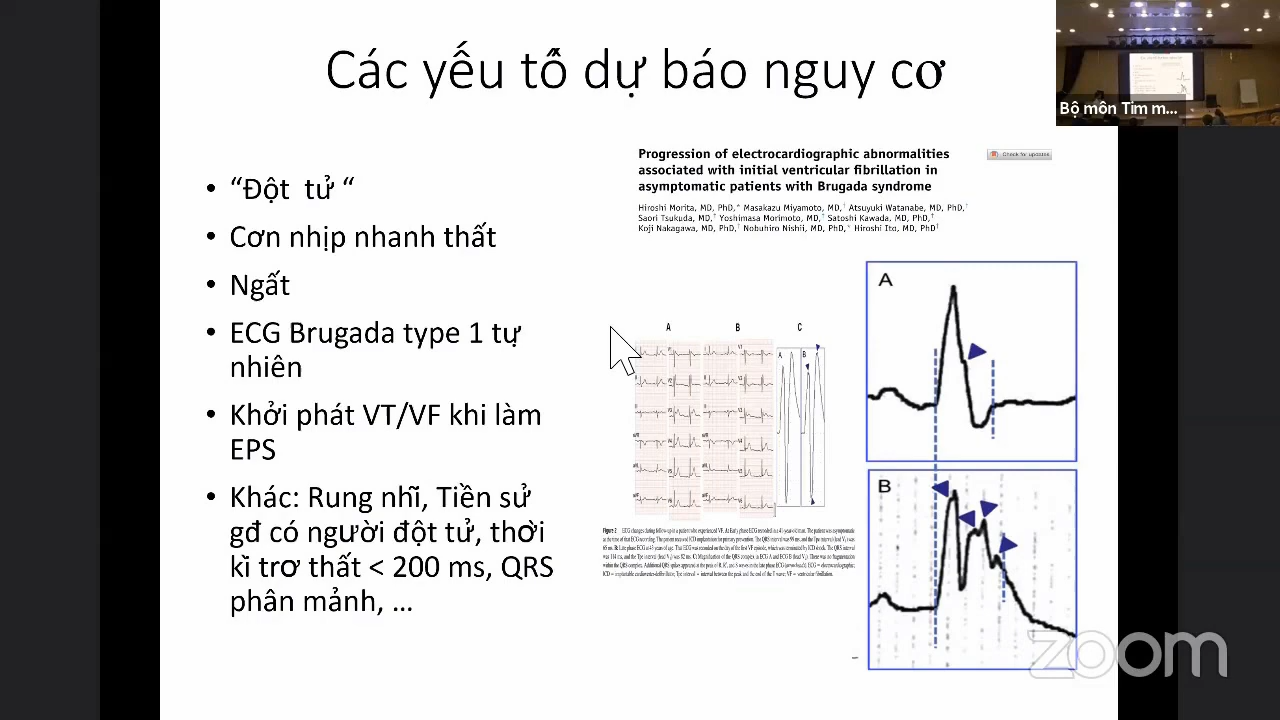 Các yếu tố dự báo nguy cơ
Bộ môn Tim m...
• “Đột tử “
• Cơn nhịp nhanh thất
• Ngất
• ECG Brugada type 1 tự
nhiên
• Khởi phát VT/VF khi làm
EPS
• Khác: Rung nhĩ, Tiền sử
gđ có người đột tử, thời
kì trơ thất < 200 ms, QRS
phân mảnh, ...
Progression of electrocardiographic abnormalities
associated with initial ventricular fibrillation in
asymptomatic patients with Brugada syndrome
Check for updates
Hiroshi Morita, MD, PhD,* Masakazu Miyamoto, MD,† Atsuyuki Watanabe, MD, PhD,†
Saori Tsukuda, MD,† Yoshimasa Morimoto, MD,† Satoshi Kawada, MD, PhD,†
Koji Nakagawa, MD, PhD,† Nobuhiro Nishii, MD, PhD,* Hiroshi Ito, MD, PhD†
A B C
A B
A
B
zoom